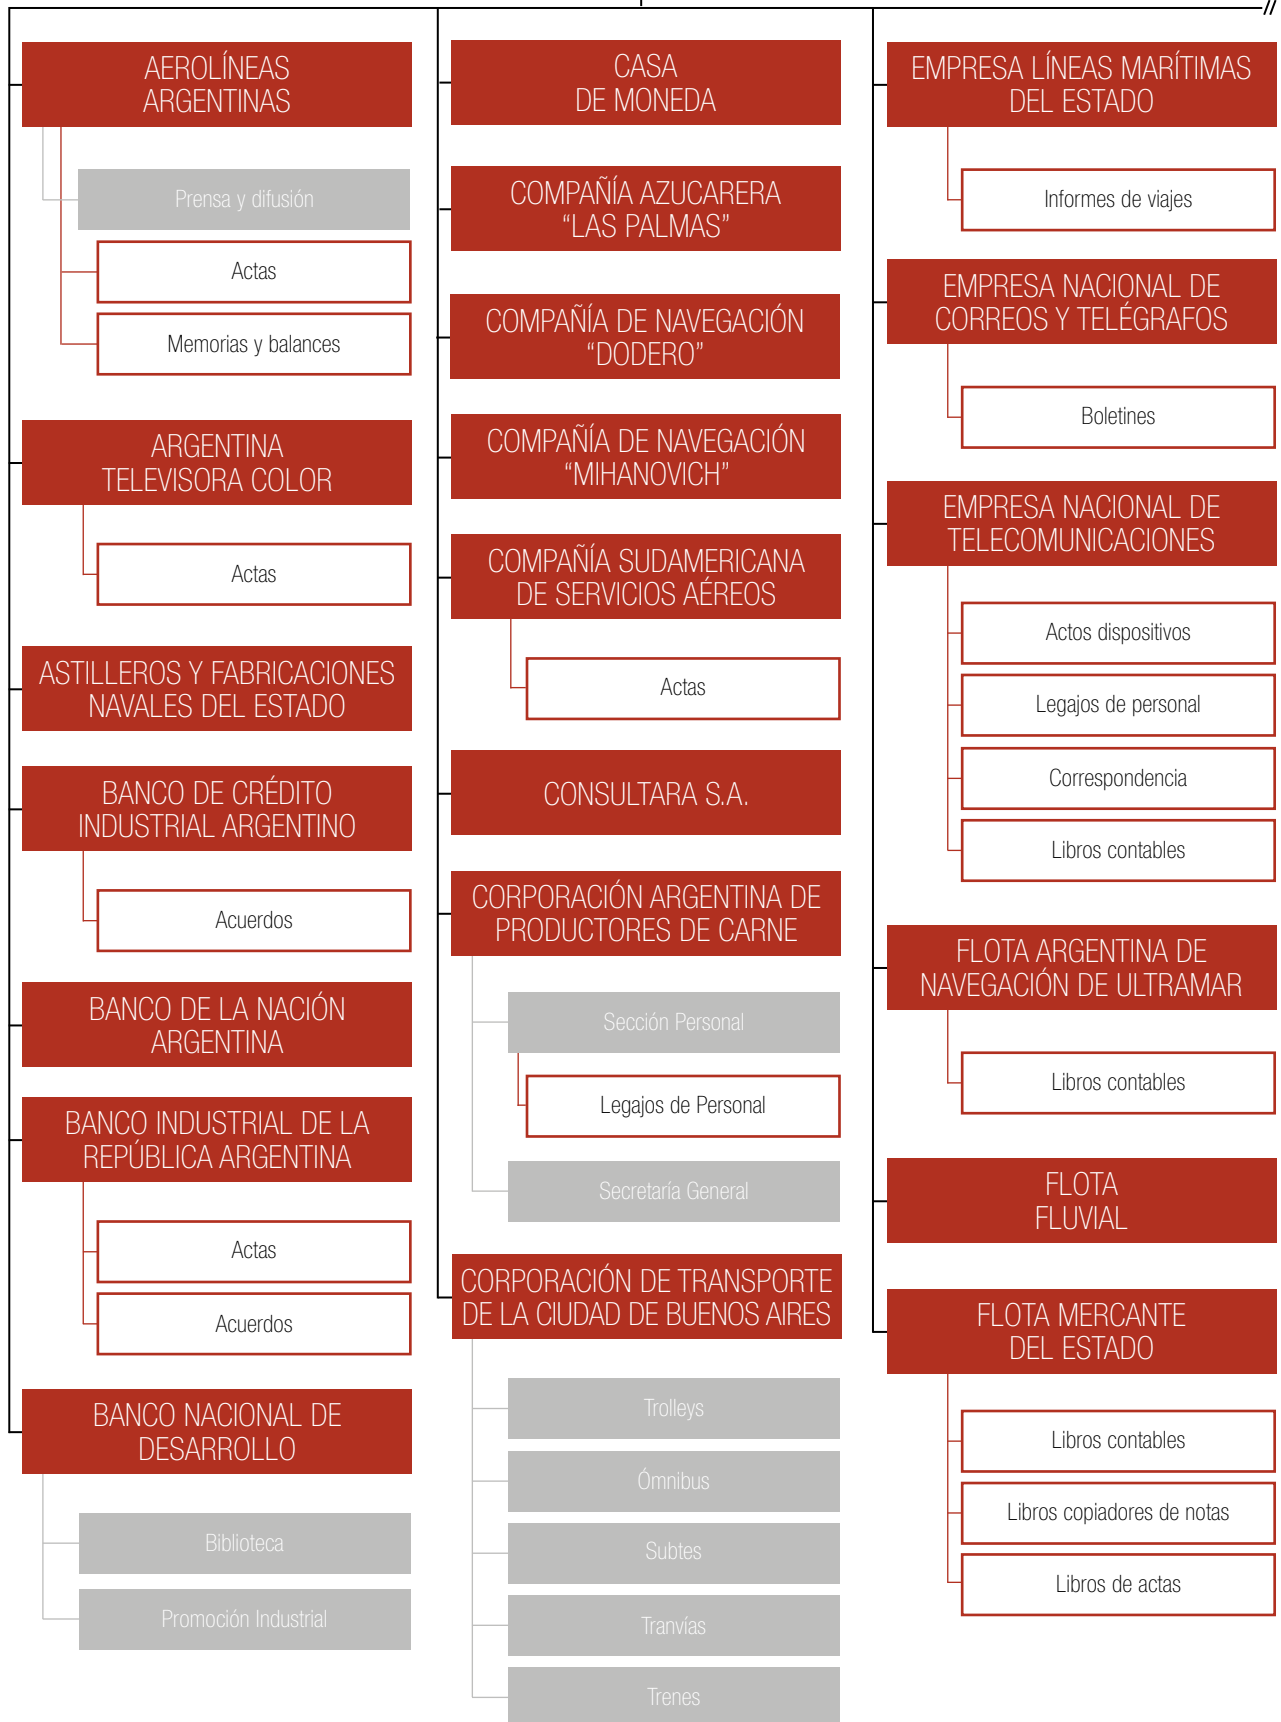 AEROLÍNEAS
ARGENTINAS
Prensa y difusión
Actas
Memorias y balances
ARGENTINA
TELEVISORA COLOR
Actas
ASTILLEROS Y FABRICACIONES
NAVALES DEL ESTADO
BANCO DE CRÉDITO
INDUSTRIAL ARGENTINO
Acuerdos
BANCO DE LA NACIÓN
ARGENTINA
BANCO INDUSTRIAL DE LA
REPÚBLICA ARGENTINA
Actas
Acuerdos
BANCO NACIONAL DE
DESARROLLO
Biblioteca
Promoción Industrial
CASA
DE MONEDA
COMPAÑÍA AZUCARERA
“LAS PALMAS”
COMPAÑÍA DE NAVEGACIÓN
“DODERO”
COMPAÑÍA DE NAVEGACIÓN
“MIHANOVICH”
COMPAÑÍA SUDAMERICANA
DE SERVICIOS AÉREOS
Actas
CONSULTARA S.A.
CORPORACIÓN ARGENTINA DE
PRODUCTORES DE CARNE
Sección Personal
Legajos de Personal
Secretaría General
CORPORACIÓN DE TRANSPORTE
DE LA CIUDAD DE BUENOS AIRES
Trolleys
Ómnibus
Subtes
Tranvías
Trenes
EMPRESA LÍNEAS MARÍTIMAS
DEL ESTADO
Informes de viajes
EMPRESA NACIONAL DE
CORREOS Y TELÉGRAFOS
Boletines
EMPRESA NACIONAL DE
TELECOMUNICACIONES
Actos dispositivos
Legajos de personal
Correspondencia
Libros contables
FLOTA ARGENTINA DE
NAVEGACIÓN DE ULTRAMAR
Libros contables
FLOTA
FLUVIAL
FLOTA MERCANTE
DEL ESTADO
Libros contables
Libros copiadores de notas
Libros de actas